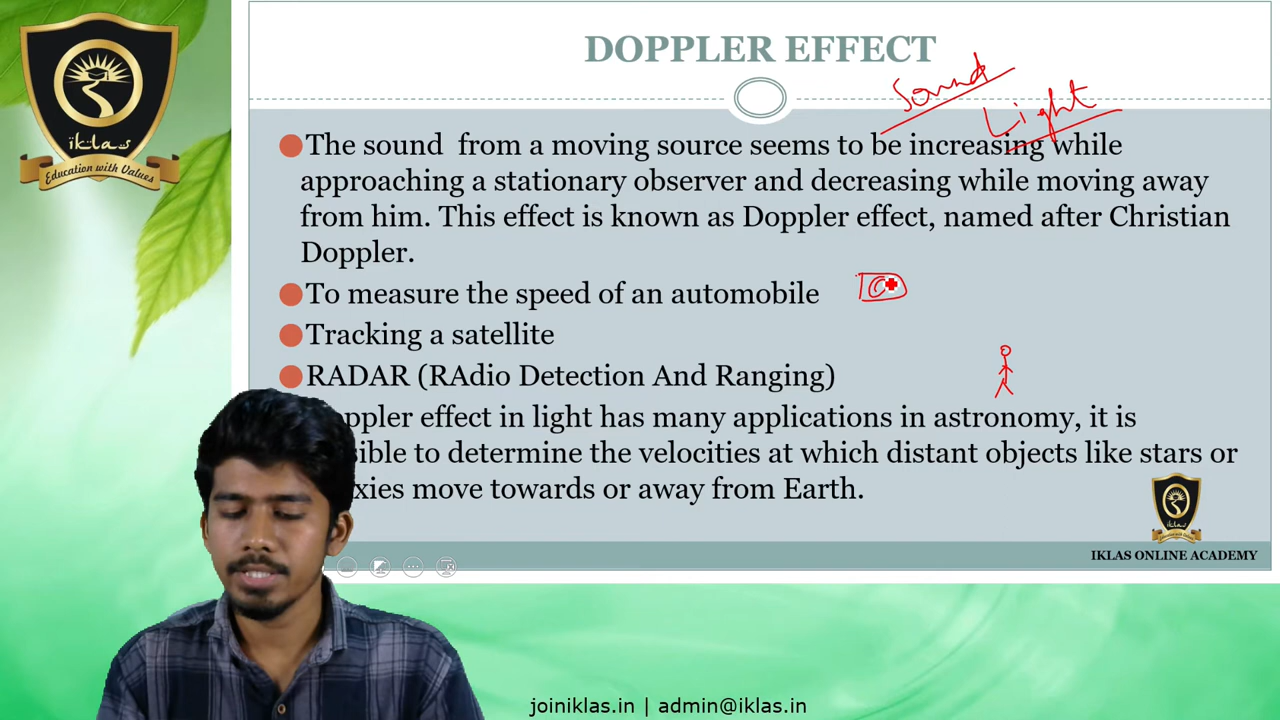 DOPPLER EFFECT
Sound
Light
The sound from a moving source seems to be increasing while
approaching a stationary observer and decreasing while moving away
from him. This effect is known as Doppler effect, named after Christian
Doppler.
To measure the speed of an automobile
Tracking a satellite
RADAR (RAdio Detection And Ranging)
ppler effect in light has many applications in astronomy, it is
sible to determine the velocities at which distant objects like stars or
xies move towards or away from Earth.
iklas
Education with Values
iklas
IKLAS ONLINE ACADEMY
joiniklas.in | admin@iklas.in